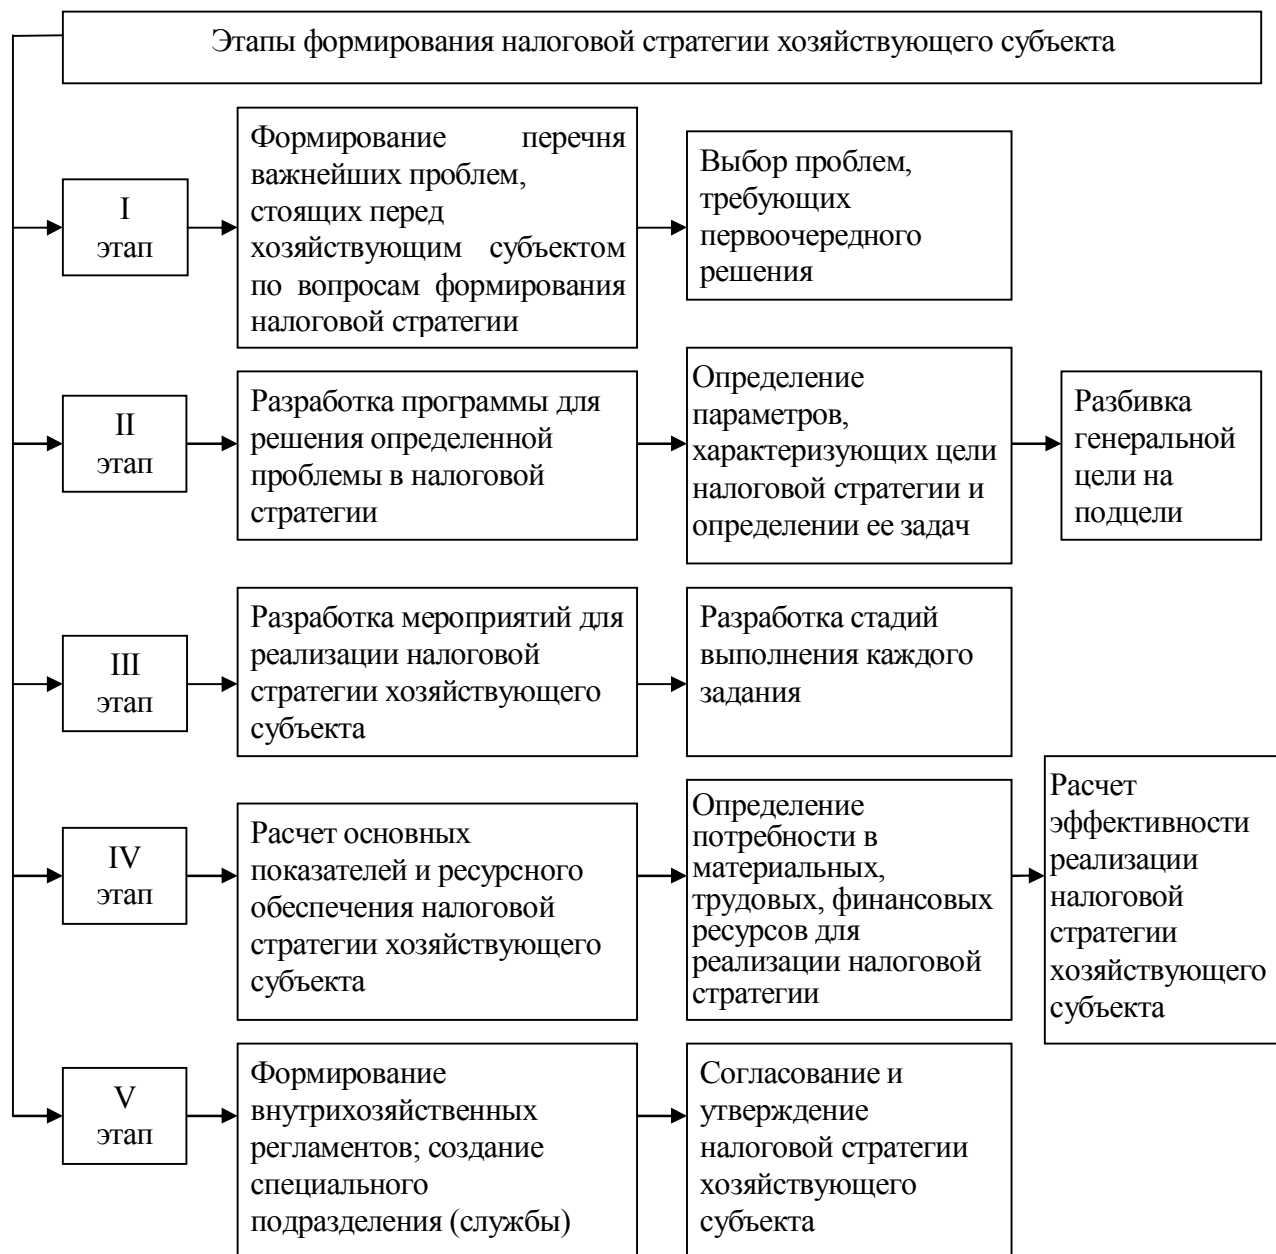 Этапы формирования налоговой стратегии хозяйствующего субъекта
I
этап
Формирование перечня
важнейших проблем,
стоящих перед
хозяйствующим субъектом
по вопросам формирования
налоговой стратегии
Выбор проблем,
требующих
первоочередного
решения
II
этап
Разработка программы для
решения определенной
проблемы в налоговой
стратегии
Определение
параметров,
характеризующих цели
налоговой стратегии и
определении ее задач
Разбивка
генеральной
цели на
подцели
III
этап
Разработка мероприятий для
реализации налоговой
стратегии хозяйствующего
субъекта
Разработка стадий
выполнения каждого
задания
IV
этап
Расчет основных
показателей и ресурсного
обеспечения налоговой
стратегии хозяйствующего
субъекта
Определение
потребности в
материальных,
трудовых, финансовых
ресурсов для
реализации налоговой
стратегии
Расчет
эффективности
реализации
налоговой
стратегии
хозяйствующего
субъекта
V
этап
Формирование
внутрихозяйственных
регламентов; создание
специального
подразделения (службы)
Согласование и
утверждение
налоговой стратегии
хозяйствующего
субъекта